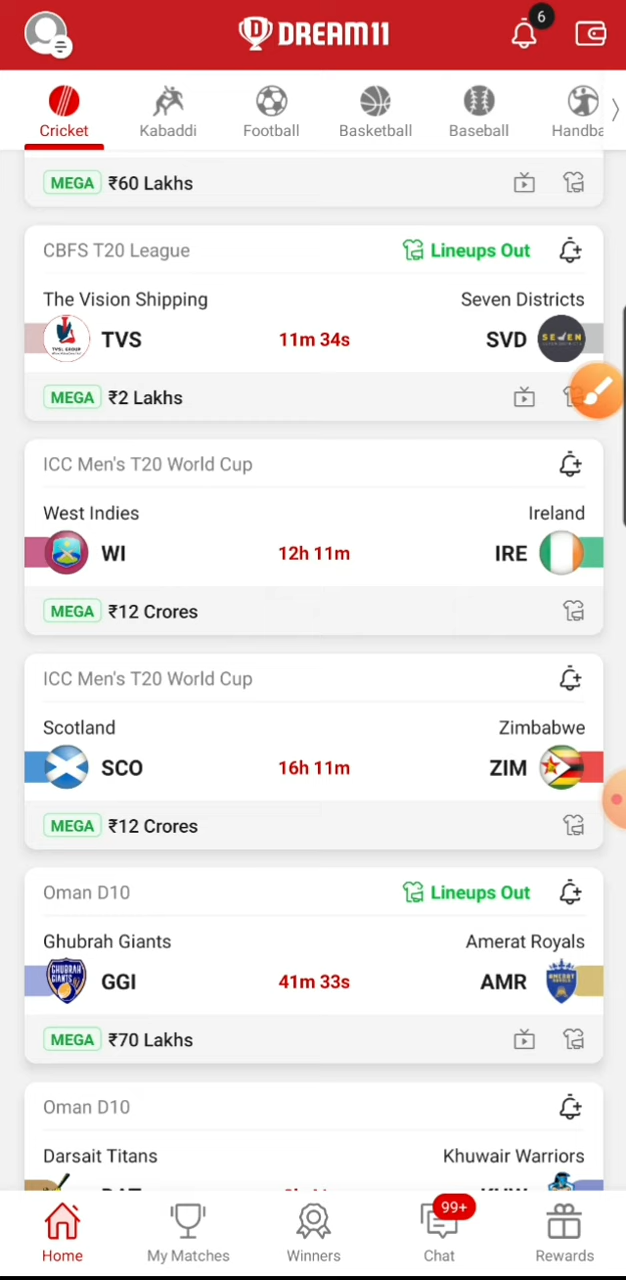 DREAM11
6
Cricket
Kabaddi
Football
Basketball
Baseball
Handba
MEGA ₹60 Lakhs
CBFS T20 League
Lineups Out
The Vision Shipping
Seven Districts
TVS
11m 34s
SVD
SEVEN
MEGA ₹2 Lakhs
ICC Men's T20 World Cup
West Indies
Ireland
WI
12h 11m
IRE
MEGA ₹12 Crores
ICC Men's T20 World Cup
Scotland
Zimbabwe
SCO
16h 11m
ZIM
MEGA ₹12 Crores
Oman D10
Lineups Out
Ghubrah Giants
Amerat Royals
GHUBRAH
GIANTS
GGI
41m 33s
AMR
MEGA ₹70 Lakhs
Oman D10
Darsait Titans
Khuwair Warriors
99+
Home
My Matches
Winners
Chat
Rewards